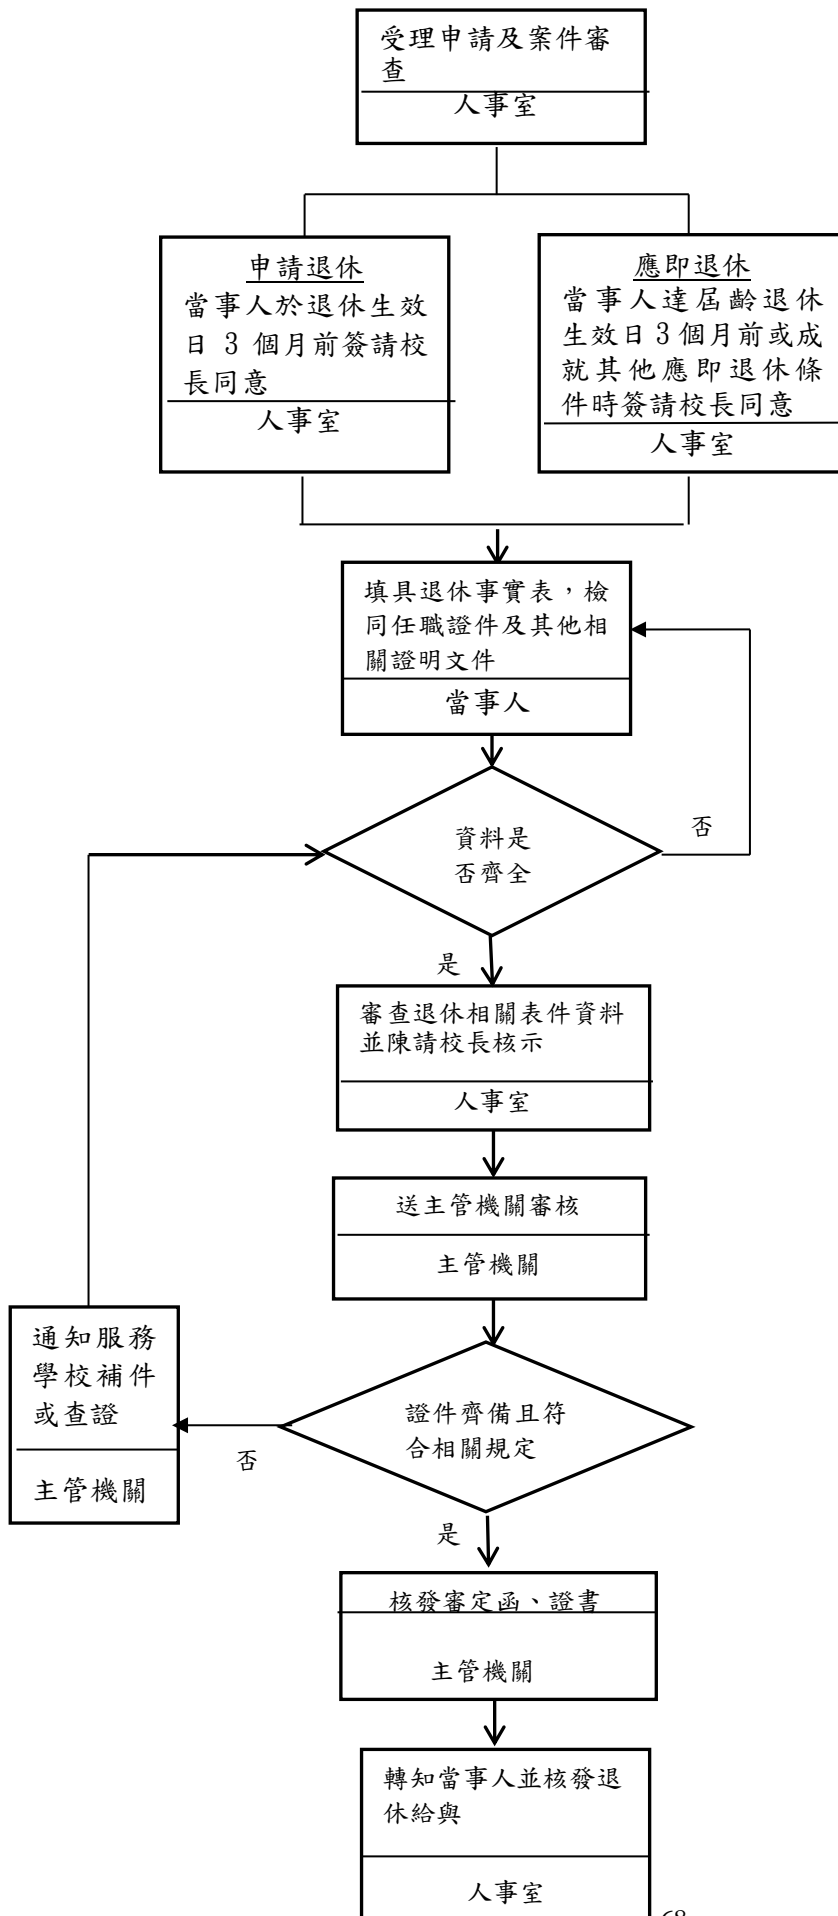 受理申請及案件審
查
人事室
申請退休
當事人於退休生效
日 3 個月前簽請校
長同意
人事室
應即退休
當事人達屆齡退休
生效日 3 個月前或成
就其他應即退休條
件時簽請校長同意
人事室
填具退休事實表，檢
同任職證件及其他相
關證明文件
當事人
資料是
否齊全
否
是
審查退休相關表件資料
並陳請校長核示
人事室
送主管機關審核
主管機關
通知服務
學校補件
或查證
主管機關
證件齊備且符
合相關規定
否
是
核發審定函、證書
主管機關
轉知當事人並核發退
休給與
人事室